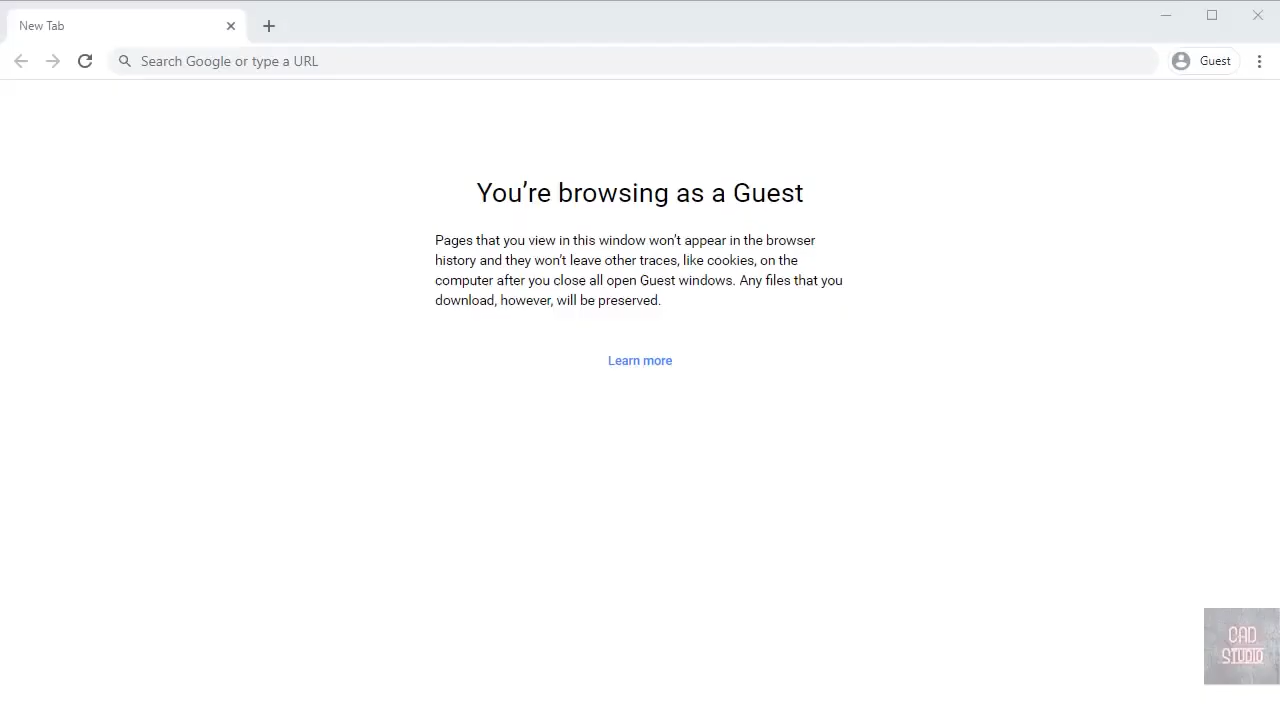 New Tab
Search Google or type a URL
Guest
You’re browsing as a Guest
Pages that you view in this window won’t appear in the browser
history and they won’t leave other traces, like cookies, on the
computer after you close all open Guest windows. Any files that you
download, however, will be preserved.
Learn more
CAD
STUDIO